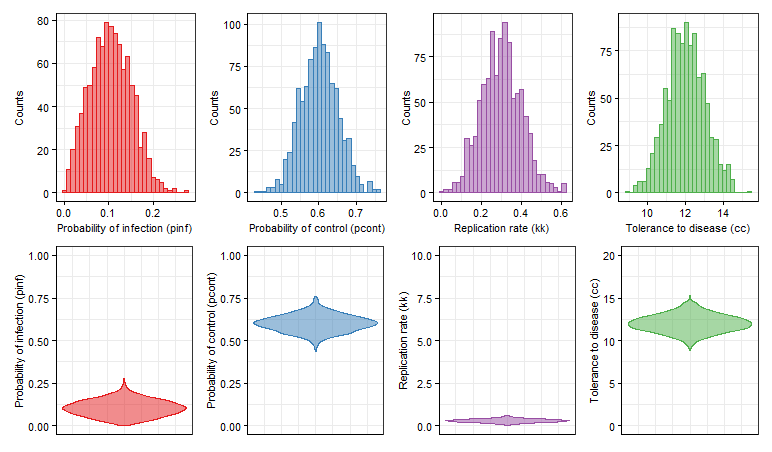 Counts
80
60
40
20
0
0.0 0.1 0.2
Probability of infection (pinf)
Counts
100
75
50
25
0
0.5 0.6 0.7
Probability of control (pcont)
Counts
75
50
25
0
0.0 0.2 0.4 0.6
Replication rate (kk)
Counts
75
50
25
0
10 12 14
Tolerance to disease (cc)
Probability of infection (pinf)
1.00
0.75
0.50
0.25
0.00
Probability of control (pcont)
1.00
0.75
0.50
0.25
0.00
Replication rate (kk)
10.0
7.5
5.0
2.5
0.0
Tolerance to disease (cc)
20
15
10
5
0